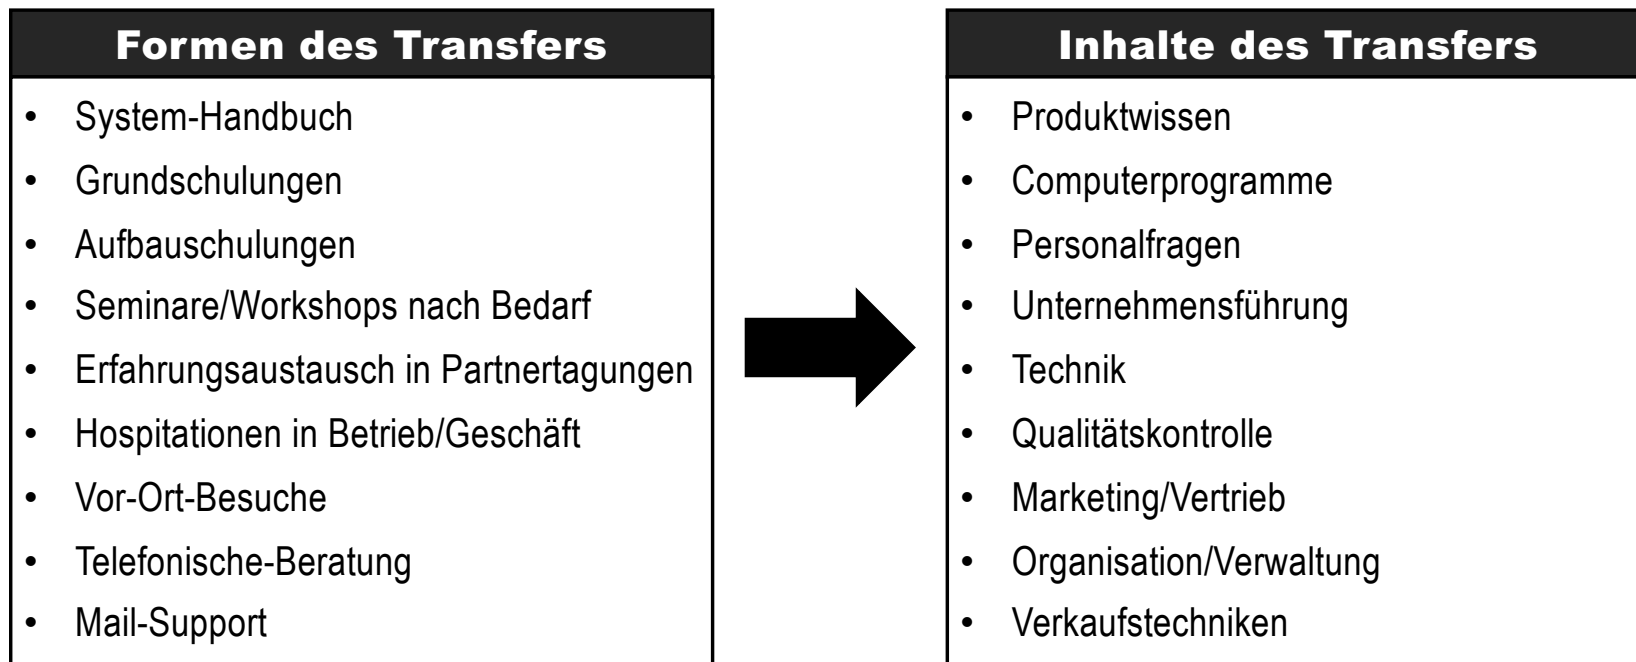 Formen des Transfers
• System-Handbuch
• Grundschulungen
• Aufbauschulungen
• Seminare/Workshops nach Bedarf
• Erfahrungsaustausch in Partnertagungen
• Hospitationen in Betrieb/Geschäft
• Vor-Ort-Besuche
• Telefonische-Beratung
• Mail-Support
Inhalte des Transfers
• Produktwissen
• Computerprogramme
• Personalfragen
• Unternehmensführung
• Technik
• Qualitätskontrolle
• Marketing/Vertrieb
• Organisation/Verwaltung
• Verkaufstechniken